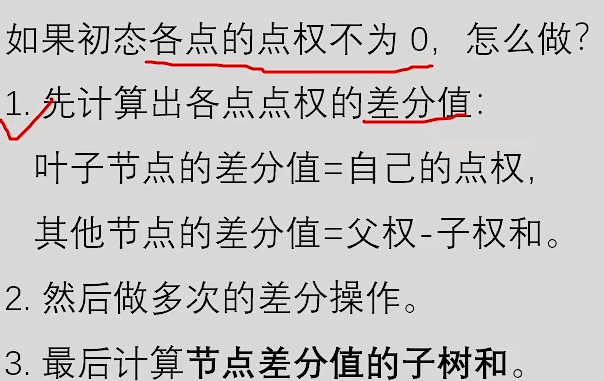 如果初态各点的点权不为 0，怎么做？
1. 先计算出各点点权的差分值：
叶子节点的差分值=自己的点权，
其他节点的差分值=父权-子权和。
2. 然后做多次的差分操作。
3. 最后计算节点差分值的子树和。